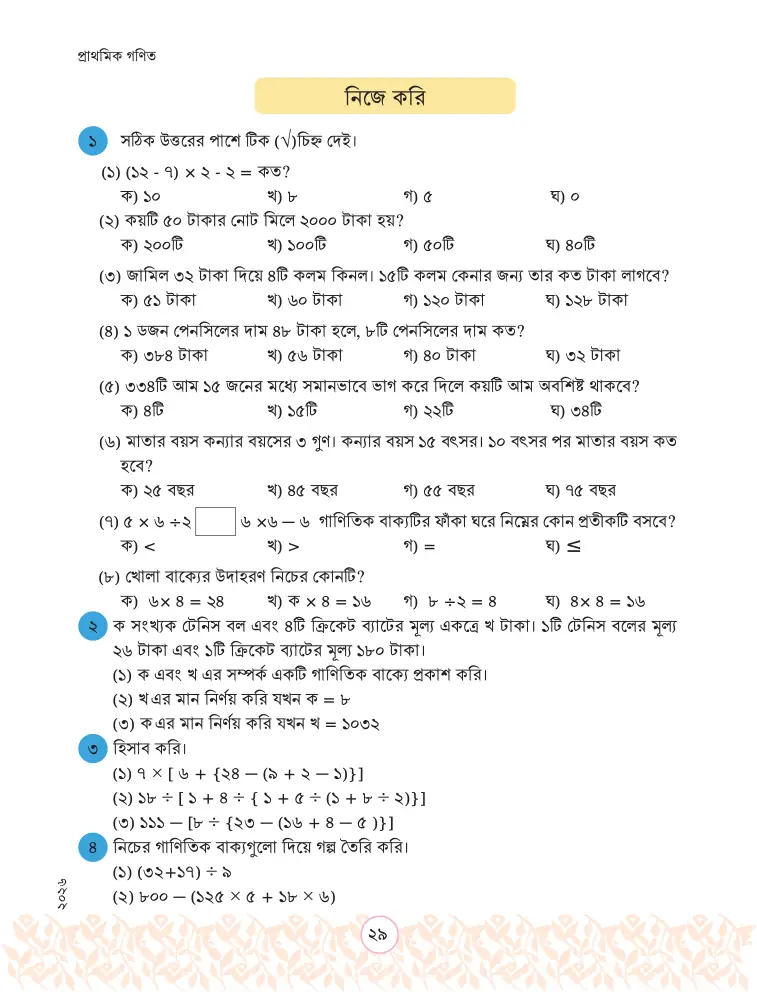 প্রাথমিক গণিত
নিজে করি
১ সঠিক উত্তরের পাশে টিক (√)চিহ্ন দেই।
(১) (১২ - ৭) × ২ - ২ = কত?
ক) ১০ খ) ৮ গ) ৫ ঘ) ০
(২) কয়টি ৫০ টাকার নোট মিলে ২০০০ টাকা হয়?
ক) ২০০টি খ) ১০০টি গ) ৫০টি ঘ) ৪০টি
(৩) জামিল ৩২ টাকা দিয়ে ৪টি কলম কিনল। ১৫টি কলম কেনার জন্য তার কত টাকা লাগবে?
ক) ৫১ টাকা খ) ৬০ টাকা গ) ১২০ টাকা ঘ) ১২৮ টাকা
(৪) ১ ডজন পেনসিলের দাম ৪৮ টাকা হলে, ৮টি পেনসিলের দাম কত?
ক) ৩৮৪ টাকা খ) ৫৬ টাকা গ) ৪০ টাকা ঘ) ৩২ টাকা
(৫) ৩৩৪টি আম ১৫ জনের মধ্যে সমানভাবে ভাগ করে দিলে কয়টি আম অবশিষ্ট থাকবে?
ক) ৪টি খ) ১৫টি গ) ২২টি ঘ) ৩৪টি
(৬) মাতার বয়স কন্যার বয়সের ৩ গুণ। কন্যার বয়স ১৫ বৎসর। ১০ বৎসর পর মাতার বয়স কত
হবে?
ক) ২৫ বছর খ) ৪৫ বছর গ) ৫৫ বছর ঘ) ৭৫ বছর
(৭) ৫ × ৬ ÷২ ৬ ×৬ – ৬ গাণিতিক বাক্যটির ফাঁকা ঘরে নিম্নের কোন প্রতীকটি বসবে?
ক) < খ) > গ) = ঘ) ≤
(৮) খোলা বাক্যের উদাহরণ নিচের কোনটি?
ক) ৬× ৪ = ২৪ খ) ক × ৪ = ১৬ গ) ৮ ÷২ = ৪ ঘ) ৪× ৪ = ১৬
২ ক সংখ্যক টেনিস বল এবং ৪টি ক্রিকেট ব্যাটের মূল্য একত্রে খ টাকা। ১টি টেনিস বলের মূল্য
২৬ টাকা এবং ১টি ক্রিকেট ব্যাটের মূল্য ১৮০ টাকা।
(১) ক এবং খ এর সম্পর্ক একটি গাণিতিক বাক্যে প্রকাশ করি।
(২) খ এর মান নির্ণয় করি যখন ক = ৮
(৩) ক এর মান নির্ণয় করি যখন খ = ১০৩২
৩ হিসাব করি।
(১) ৭ × [ ৬ + {২৪ – (৯ + ২ – ১)}]
(২) ১৮ ÷ [ ১ + ৪ ÷ { ১ + ৫ ÷ (১ + ৮ ÷ ২)}]
(৩) ১১১ – [৮ ÷ {২৩ – (১৬ + ৪ – ৫ )}]
৪ নিচের গাণিতিক বাক্যগুলো দিয়ে গল্প তৈরি করি।
(১) (৩২+১৭) ÷ ৯
(২) ৮০০ – (১২৫ × ৫ + ১৮ × ৬)
২০২৬
২৯